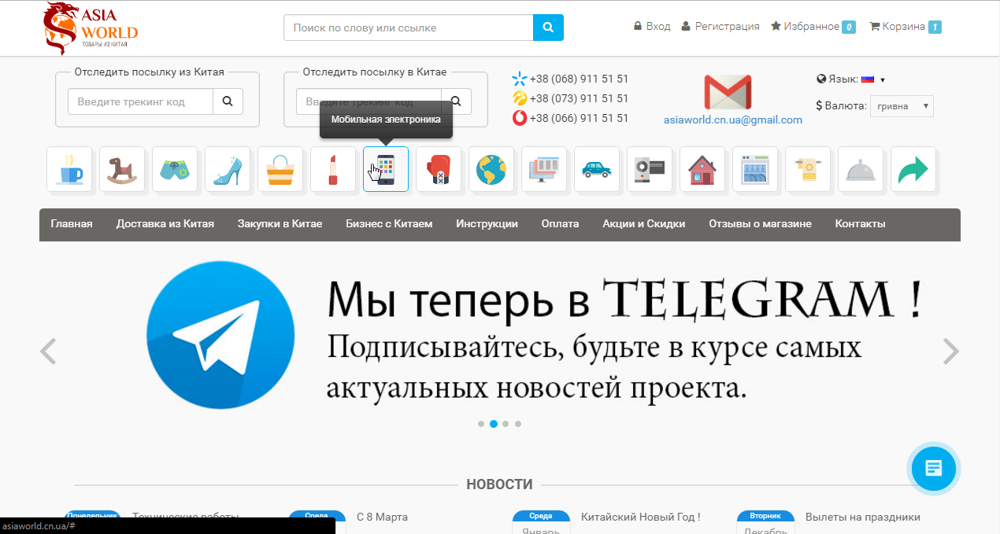 ASIA
WORLD
ТОВАРЫ ИЗ КИТАЯ
Поиск по слову или ссылке
Вход
Регистрация
Избранное 0
Корзина 1
Отследить посылку из Китая
Введите трекинг код
Отследить посылку в Китае
Введите трекинг код
Мобильная электроника
+38 (068) 911 51 51
+38 (073) 911 51 51
+38 (066) 911 51 51
asiaworld.cn.ua@gmail.com
Язык:
$ Валюта: гривна
Главная
Доставка из Китая
Закупки в Китае
Бизнес с Китаем
Инструкции
Оплата
Акции и Скидки
Отзывы о магазине
Контакты
Мы теперь в TELEGRAM !
Подписывайтесь, будьте в курсе самых
актуальных новостей проекта.
НОВОСТИ
Понедельник
Технические работы
Среда
С 8 Марта
Среда
Январь
Китайский Новый Год !
Вторник
Декабрь
Вылеты на праздники
asiaworld.cn.ua/#